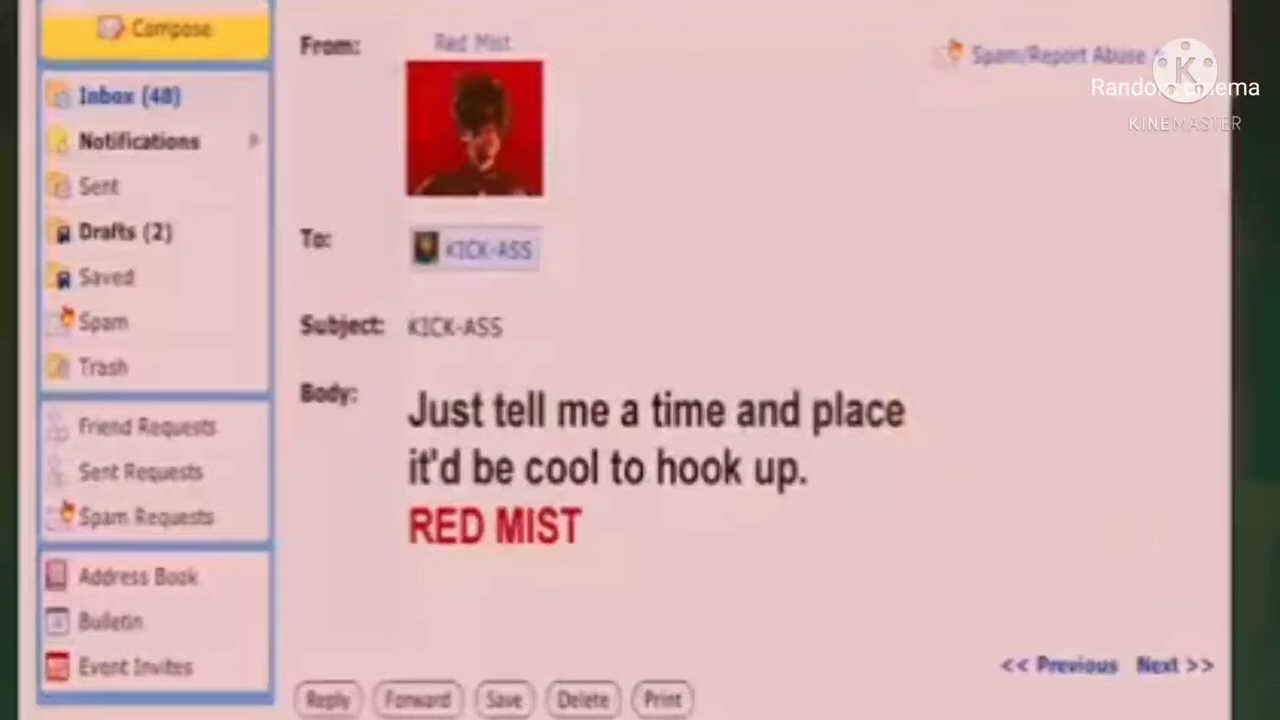 Compose
Inbox (48)
Notifications
Sent
Drafts (2)
Saved
Spam
Trash
Friend Requests
Sent Requests
Spam Requests
Address Book
Bulletin
Event Invites
From:
Red Mist
Spam/Report Abuse
To:
KICK-ASS
Subject: KICK-ASS
Body:
Just tell me a time and place
it'd be cool to hook up.
RED MIST
<< Previous Next >>
Reply Forward Save Delete Print
K
KINEMASTER